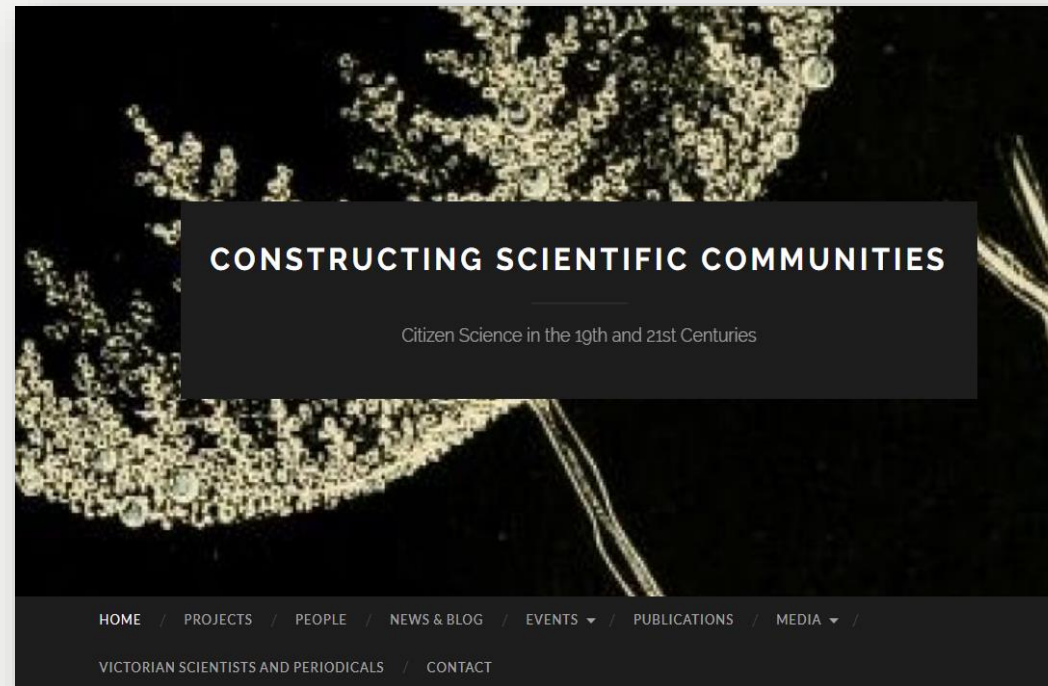 CONSTRUCTING SCIENTIFIC COMMUNITIES
Citizen Science in the 19th and 21st Centuries
HOME / PROJECTS / PEOPLE / NEWS & BLOG / EVENTS / PUBLICATIONS / MEDIA /
VICTORIAN SCIENTISTS AND PERIODICALS / CONTACT